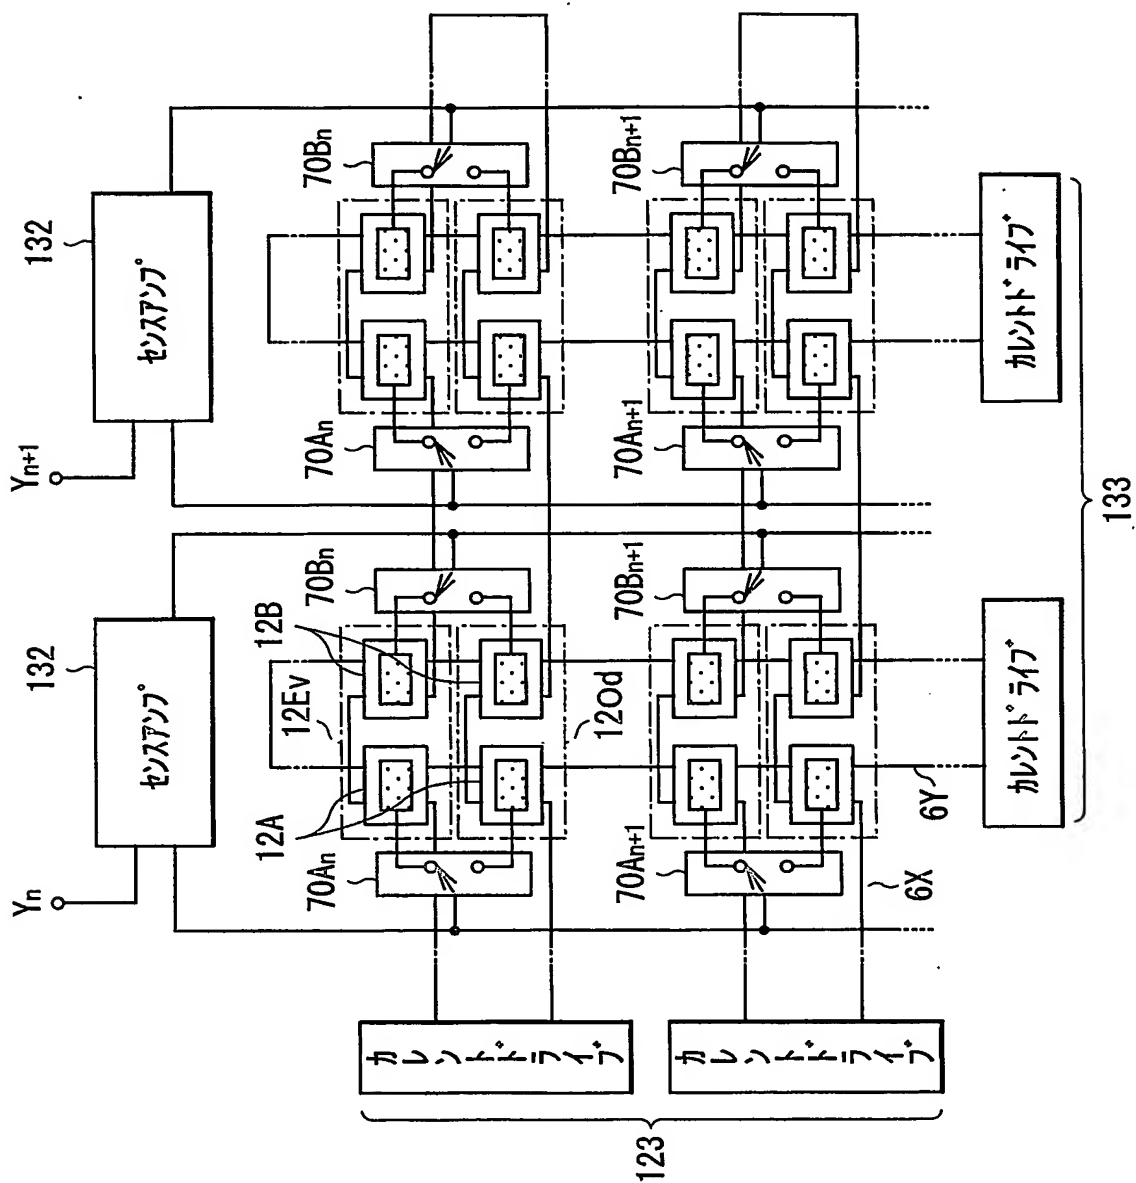 Yn+1
132
センスアンプ
Yn
132
センスアンプ
70Bn
70Bn+1
70An
70An+1
70Bn
70Bn+1
12Ev
12B
12Od
12A
70An
70An+1
6X
6Y
カレントドライブ
カレントドライブ
133
カレントドライブ
カレントドライブ
123